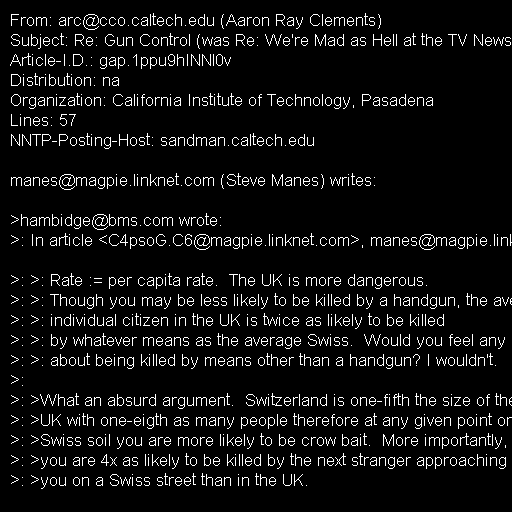 From: arc@cco.caltech.edu (Aaron Ray Clements)
Subject: Re: Gun Control (was Re: We're Mad as Hell at the TV News
Article-I.D.: gap.1ppu9hINNl0v
Distribution: na
Organization: California Institute of Technology, Pasadena
Lines: 57
NNTP-Posting-Host: sandman.caltech.edu

manes@magpie.linknet.com (Steve Manes) writes:

>hambidge@bms.com wrote:
>: In article <C4psoG.C6@magpie.linknet.com>, manes@magpie.link

>: >: Rate := per capita rate.  The UK is more dangerous.
>: >: Though you may be less likely to be killed by a handgun, the ave
>: >: individual citizen in the UK is twice as likely to be killed
>: >: by whatever means as the average Swiss.  Would you feel any
>: >: about being killed by means other than a handgun? I wouldn't.
>:
>: >What an absurd argument.  Switzerland is one-fifth the size of the
>: >UK with one-eigth as many people therefore at any given point on
>: >Swiss soil you are more likely to be crow bait.  More importantly,
>: >you are 4x as likely to be killed by the next stranger approaching
>: >you on a Swiss street than in the UK.